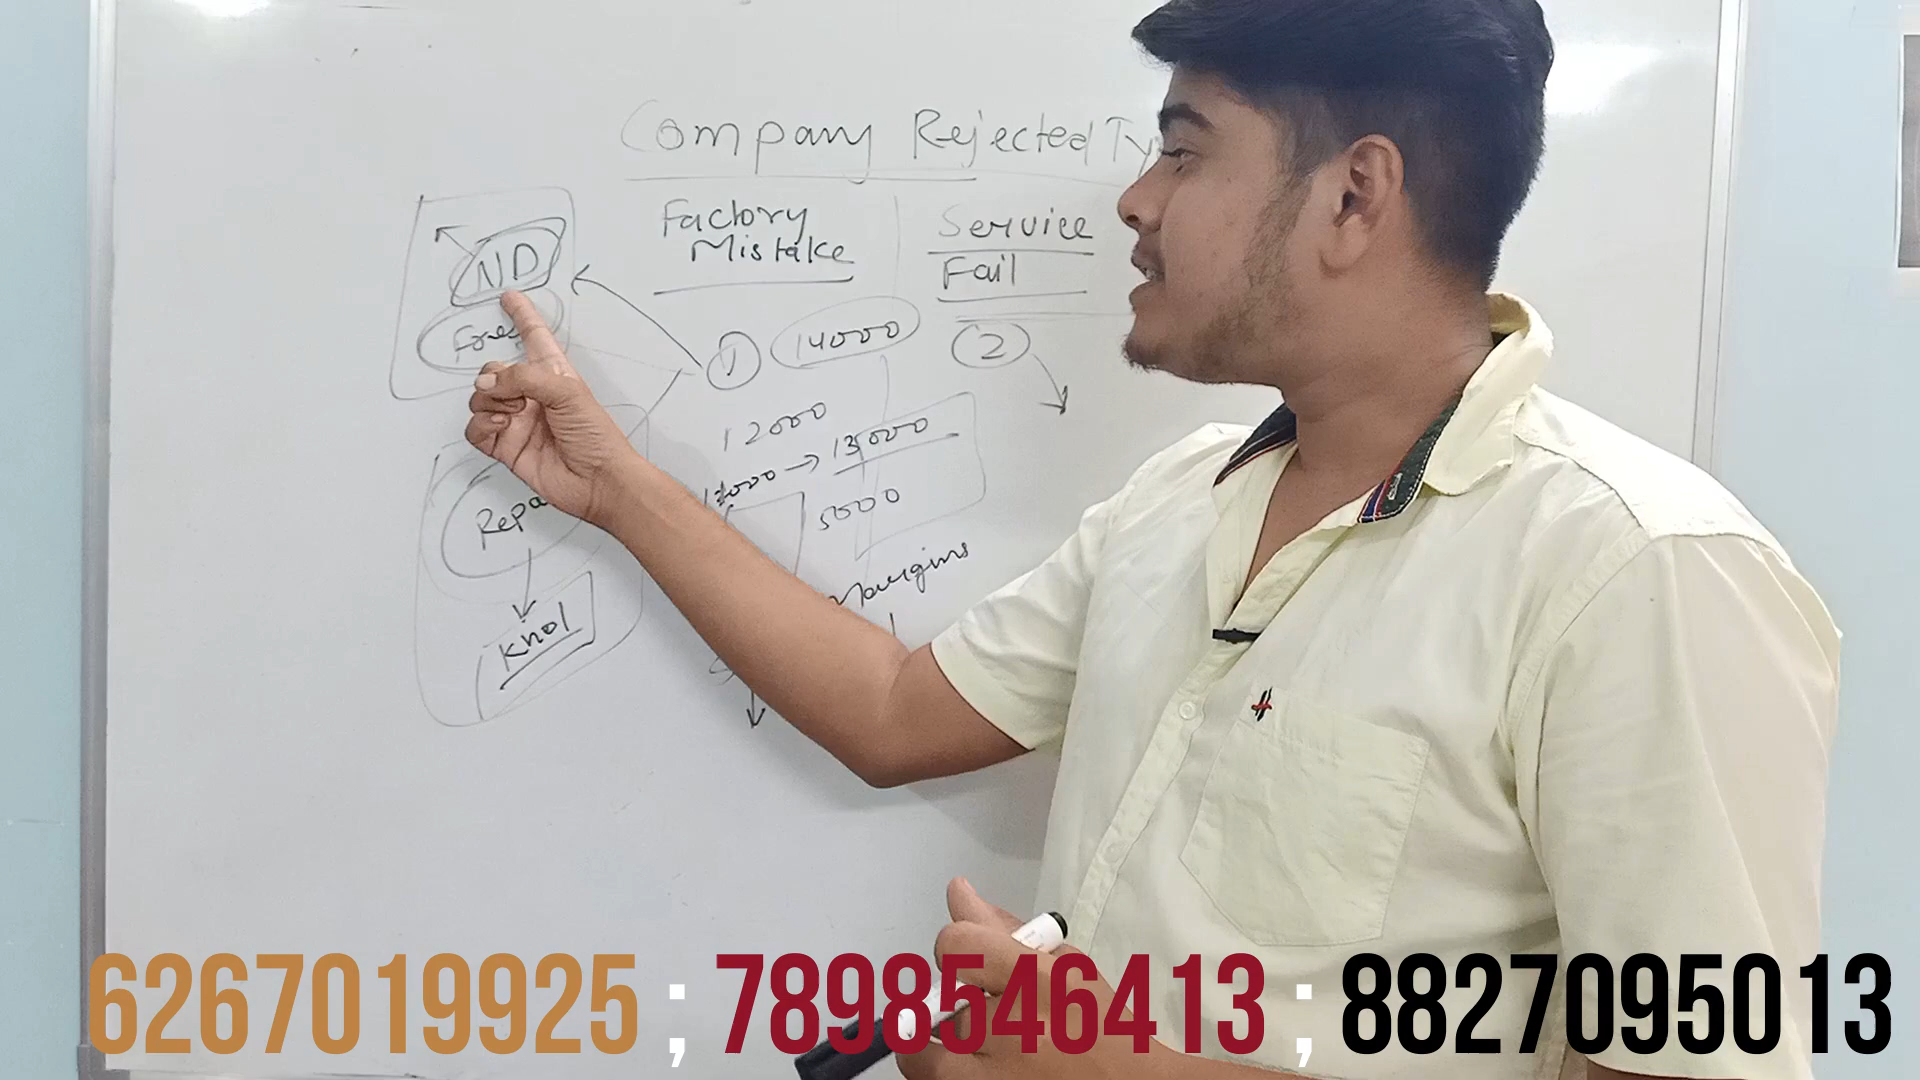 Company Rejected Ty
Factory
Mistake
Service
Fail
ND
Free
1
14000
2
12000
→ 13000
5000
Margins
Repa
Khol
6267019925 ; 7898546413 ; 8827095013